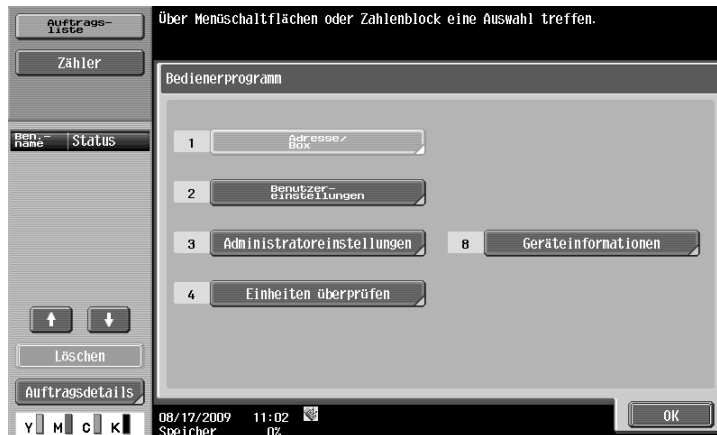 Über Menüschaltflächen oder Zahlenblock eine Auswahl treffen.
Auftrags-
liste
Zähler
Bedienerprogramm
Ben.-
name
Status
1
Adresse/
Box
2
Benutzer-
einstellungen
3
Administratoreinstellungen
8
Geräteinformationen
4
Einheiten überprüfen
Löschen
Auftragsdetails
Y M C K
08/17/2009 11:02
Speicher 0%
OK